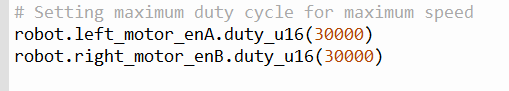 # Setting maximum duty cycle for maximum speed
robot.left_motor_enA.duty_u16(30000)
robot.right_motor_enB.duty_u16(30000)